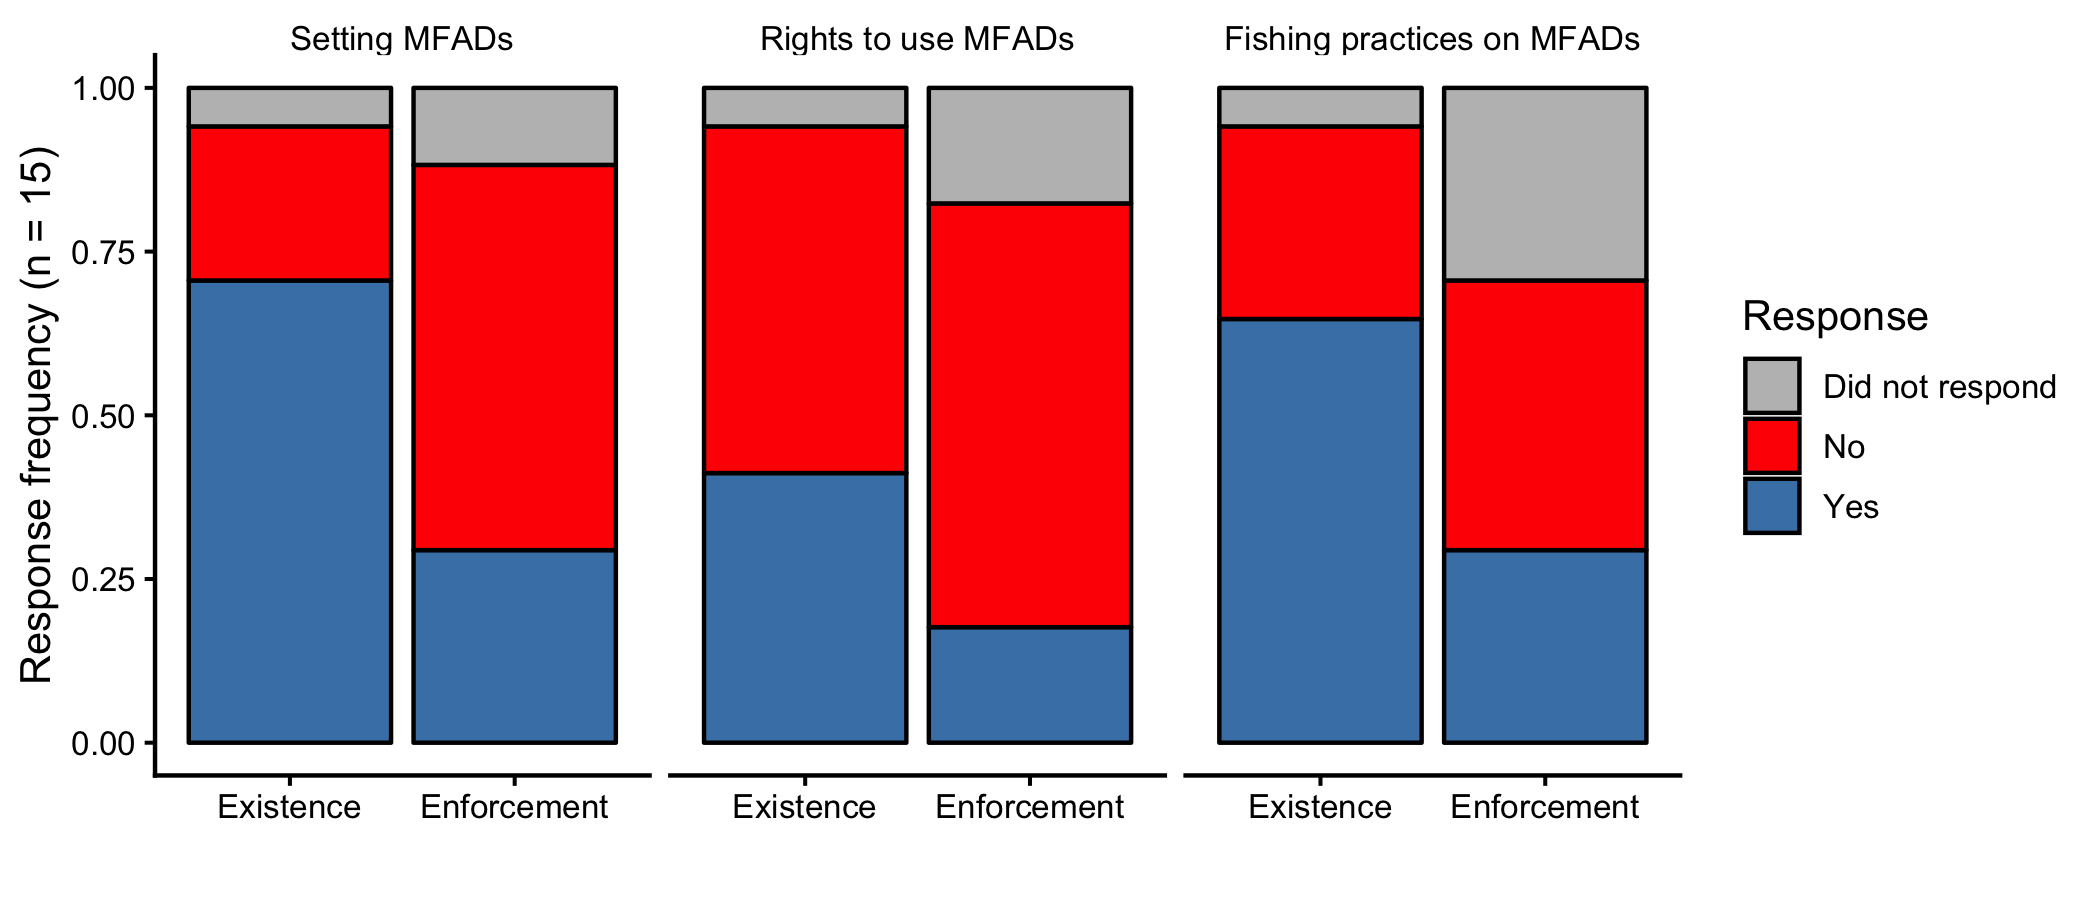 Setting MFADs
Rights to use MFADs
Fishing practices on MFADs
Response frequency (n = 15)
1.00
0.75
0.50
0.25
0.00
Existence
Enforcement
Existence
Enforcement
Existence
Enforcement
Response
Did not respond
No
Yes